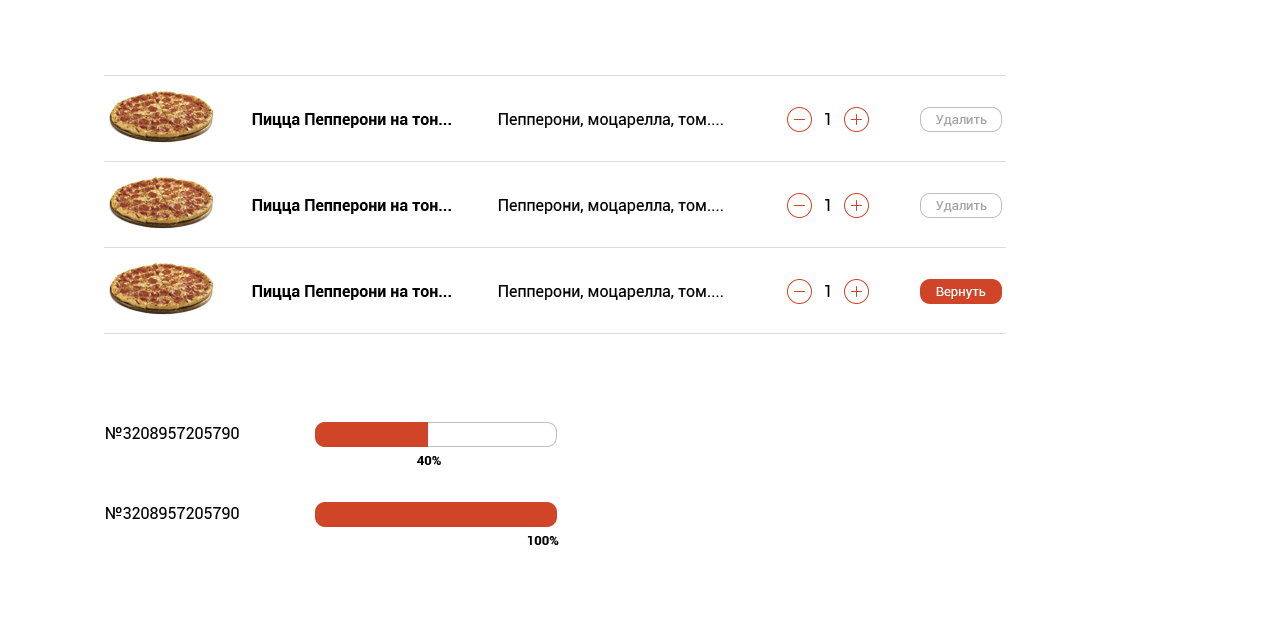 Пицца Пепперони на тон... Пепперони, моцарелла, том.... 1 Удалить
Пицца Пепперони на тон... Пепперони, моцарелла, том.... 1 Удалить
Пицца Пепперони на тон... Пепперони, моцарелла, том.... 1 Вернуть
№3208957205790
40%
№3208957205790
100%